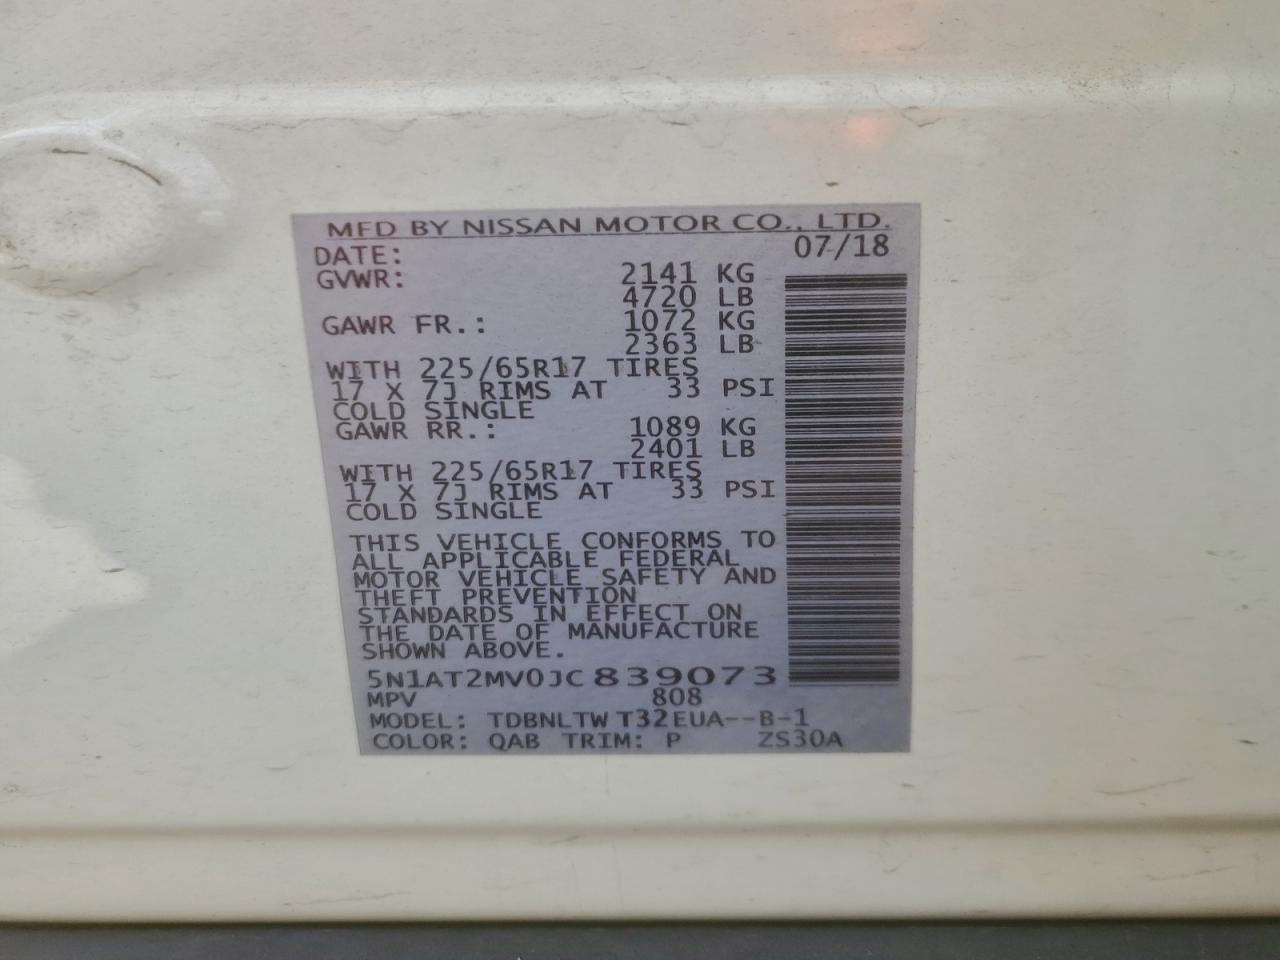 MFD BY NISSAN MOTOR CO., LTD.
DATE: 07/18
GVWR: 2141 KG
4720 LB
GAWR FR.: 1072 KG
2363 LB
WITH 225/65R17 TIRES
17 X 7J RIMS AT 33 PSI
COLD SINGLE
GAWR RR.: 1089 KG
2401 LB
WITH 225/65R17 TIRES
17 X 7J RIMS AT 33 PSI
COLD SINGLE
THIS VEHICLE CONFORMS TO
ALL APPLICABLE FEDERAL
MOTOR VEHICLE SAFETY AND
THEFT PREVENTION
STANDARDS IN EFFECT ON
THE DATE OF MANUFACTURE
SHOWN ABOVE.
5N1AT2MV0JC839073
MPV 808
MODEL: TDBNLTW T32EUA--B-1
COLOR: QAB TRIM: P ZS30A